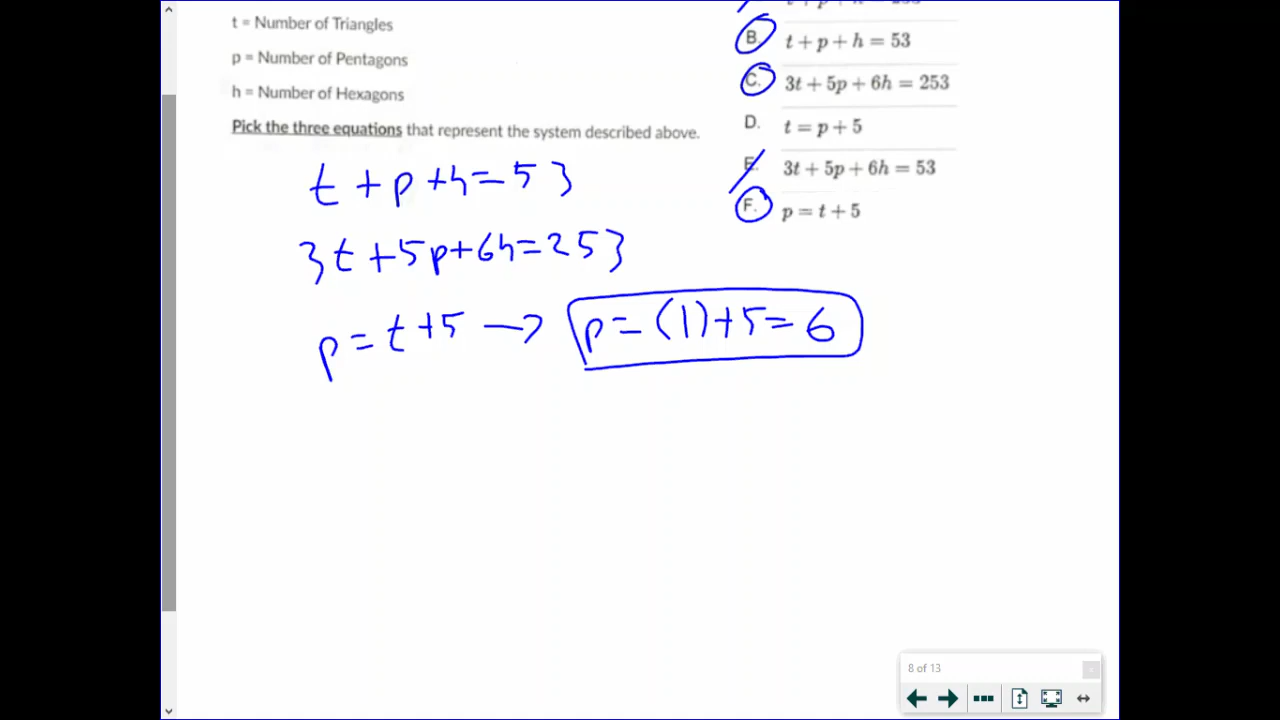 t = Number of Triangles
p = Number of Pentagons
h = Number of Hexagons
Pick the three equations that represent the system described above.
B. t + p + h = 53
C. 3t + 5p + 6h = 253
D. t = p + 5
E. 3t + 5p + 6h = 53
F. p = t + 5
t + p + h = 53
3t + 5p + 6h = 253
p = t + 5 → p = (1) + 5 = 6
8 of 13